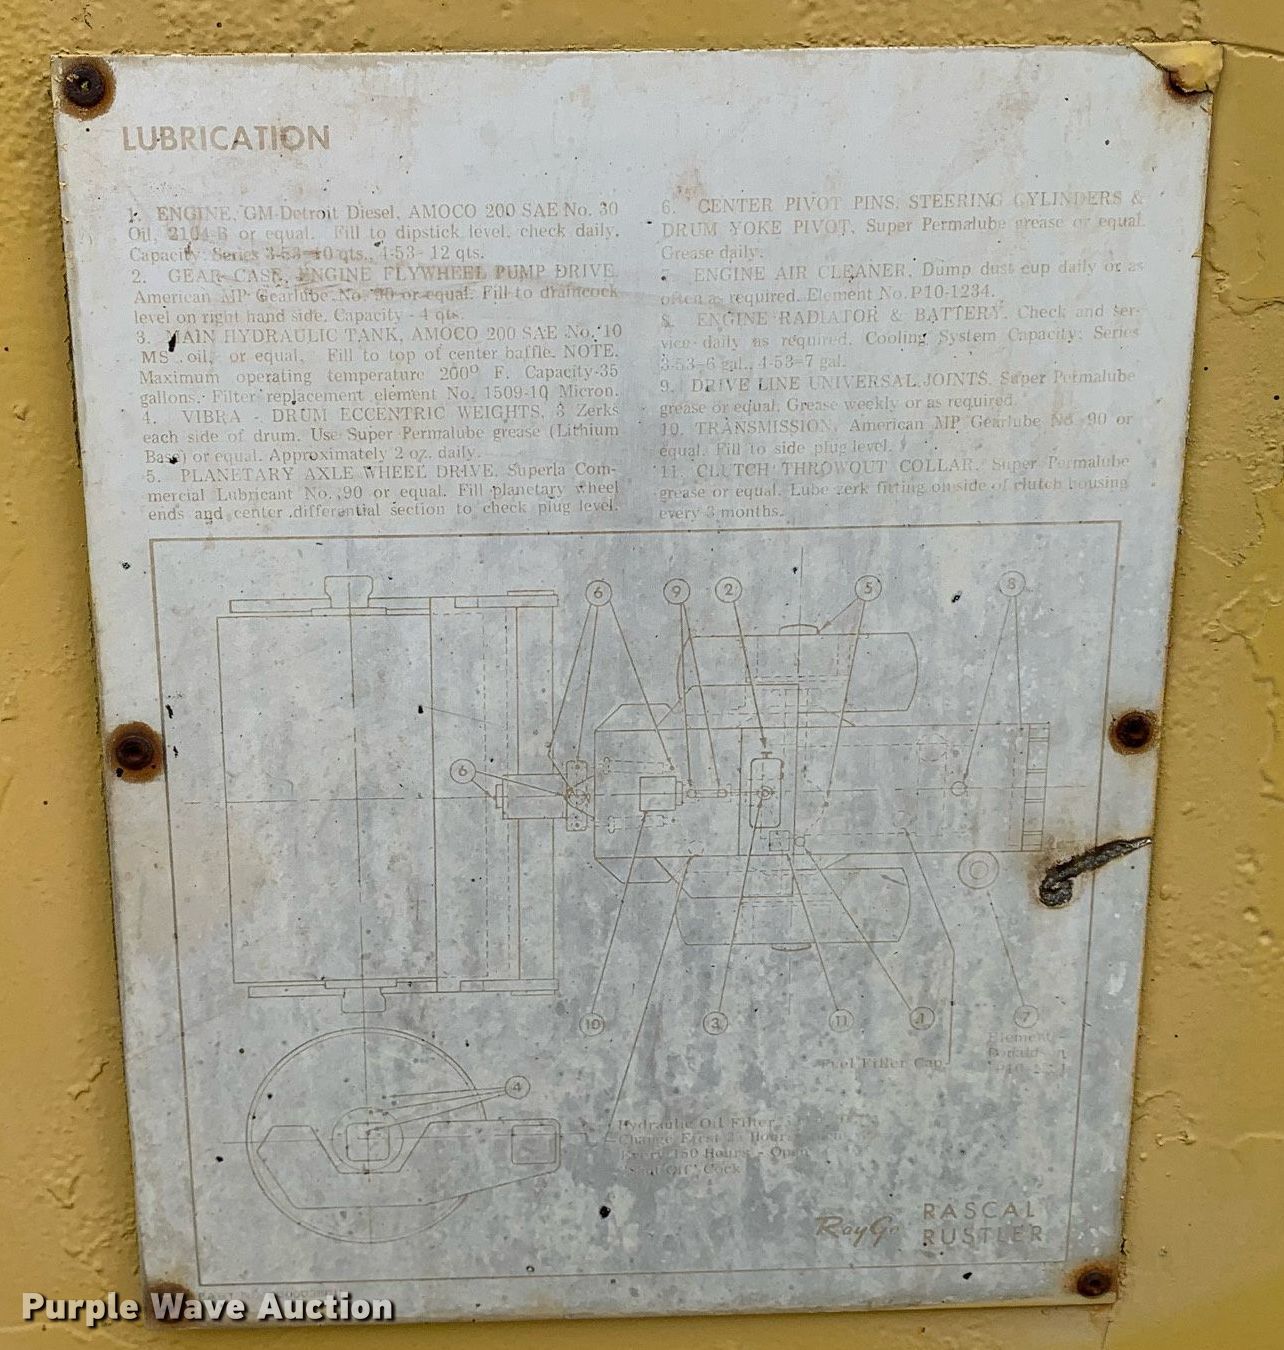 LUBRICATION
1. ENGINE, GM-Detroit Diesel, AMOCO 200 SAE No. 30
Oil, 2104-B or equal. Fill to dipstick level, check daily.
Capacity: Series 3-53-10 qts., 4-53- 12 qts.
2. GEAR CASE, ENGINE FLYWHEEL PUMP DRIVE,
American MP Gearlube No. 90 or equal. Fill to draincock
level on right hand side. Capacity - 4 qts.
3. MAIN HYDRAULIC TANK, AMOCO 200 SAE No. 10
MS oil, or equal. Fill to top of center baffle. NOTE.
Maximum operating temperature 200° F. Capacity-35
gallons. Filter replacement element No. 1509-10 Micron.
4. VIBRA - DRUM ECCENTRIC WEIGHTS, 3 Zerks
each side of drum. Use Super Permalube grease (Lithium
Base) or equal. Approximately 2 oz. daily.
5. PLANETARY AXLE WHEEL DRIVE, Superla Com-
mercial Lubricant No. 90 or equal. Fill planetary wheel
ends and center differential section to check plug level.
6. CENTER PIVOT PINS, STEERING CYLINDERS &
DRUM YOKE PIVOT, Super Permalube grease or equal.
Grease daily.
ENGINE AIR CLEANER, Dump dust cup daily or as
often as required. Element No. P10-1234.
8. ENGINE RADIATOR & BATTERY. Check and ser-
vice daily as required. Cooling System Capacity: Series
3-53=6 gal., 4-53=7 gal.
9. DRIVE LINE UNIVERSAL JOINTS, Super Permalube
grease or equal. Grease weekly or as required.
10. TRANSMISSION, American MP Gearlube No. 90 or
equal. Fill to side plug level.
11. CLUTCH THROWOUT COLLAR. Super Permalube
grease or equal. Lube zerk fitting on side of clutch housing
every 3 months.
6 9 2 5 8
6
10 3 11 1 7
Element -
Fuel Filler Cap
4
Hydraulic Oil Filter
Change First 25 Hours
Every 150 Hours - Open
Cock
RayGo RASCAL
RUSTLER
Purple Wave Auction